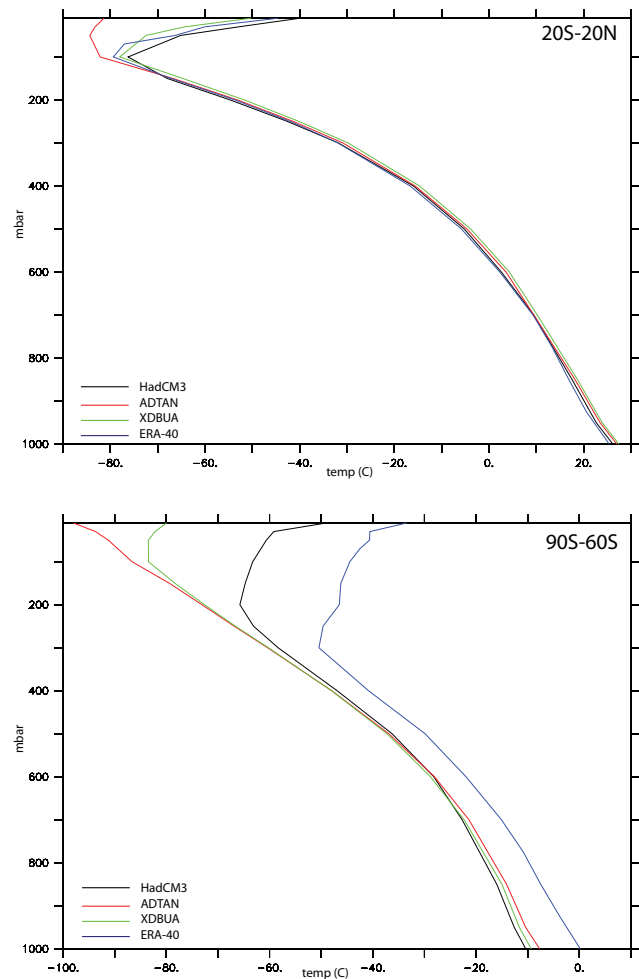 20S-20N
200
400
mbar
600
800
HadCM3
ADTAN
XDBUA
ERA-40
1000
−80. −60. −40. −20. 0. 20.
temp (C)
90S-60S
200
400
mbar
600
800
HadCM3
ADTAN
XDBUA
ERA-40
1000
−100. −80. −60. −40. −20. 0.
temp (C)